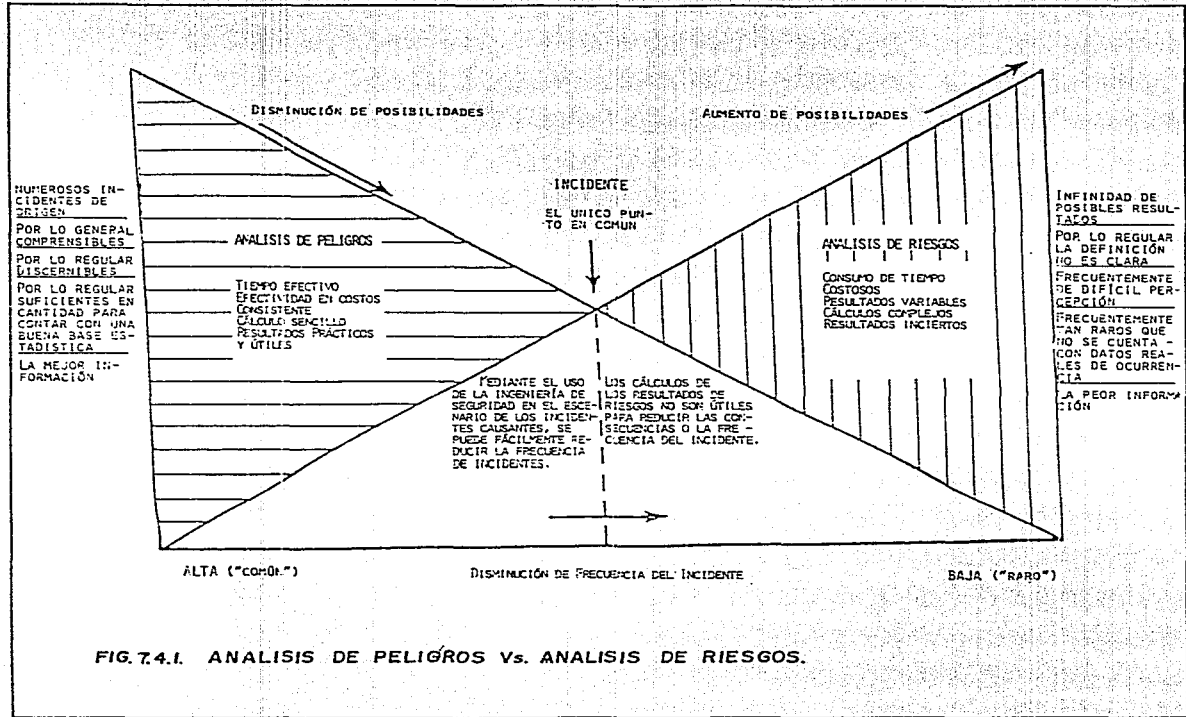 DISMINUCIÓN DE POSIBILIDADES
AUMENTO DE POSIBILIDADES
NUMEROSOS IN-
CIDENTES DE
ORIGEN
POR LO GENERAL
COMPRENSIBLES
POR LO REGULAR
DISCERNIBLES
POR LO REGULAR
SUFICIENTES EN
CANTIDAD PARA
CONTAR CON UNA
BUENA BASE ES-
TADÍSTICA
LA MEJOR IN-
FORMACIÓN
ANALISIS DE PELIGROS
TIEMPO EFECTIVO
EFECTIVIDAD EN COSTOS
CONSISTENTE
CÁLCULO SENCILLO
RESULTADOS PRÁCTICOS
Y ÚTILES
INCIDENTE
EL UNICO PUN-
TO EN COMUN
ANALISIS DE RIESGOS
CONSUMO DE TIEMPO
COSTOSOS
RESULTADOS VARIABLES
CÁLCULOS COMPLEJOS
RESULTADOS INCIERTOS
INFINIDAD DE
POSIBLES RESUL-
TADOS
POR LO REGULAR
LA DEFINICIÓN
NO ES CLARA
FRECUENTEMENTE
DE DIFÍCIL PER-
CEPCIÓN
FRECUENTEMENTE
TAN RAROS QUE
NO SE CUENTA -
CON DATOS REA-
LES DE OCURREN-
CIA
LA PEOR INFORMA
CIÓN
MEDIANTE EL USO
DE LA INGENIERÍA DE
SEGURIDAD EN EL ESCE-
NARIO DE LOS INCIDEN-
TES CAUSANTES, SE
PUEDE FÁCILMENTE RE-
DUCIR LA FRECUENCIA
DE INCIDENTES.
LOS CÁLCULOS DE
LOS RESULTADOS DE
RIESGOS NO SON ÚTILES
PARA REDUCIR LAS CON-
SECUENCIAS O LA FRE -
CUENCIA DEL INCIDENTE.
ALTA ("COMÚN")
DISMINUCIÓN DE FRECUENCIA DEL INCIDENTE
BAJA ("RARO")
FIG. 7.4.1. ANALISIS DE PELIGROS Vs. ANALISIS DE RIESGOS.